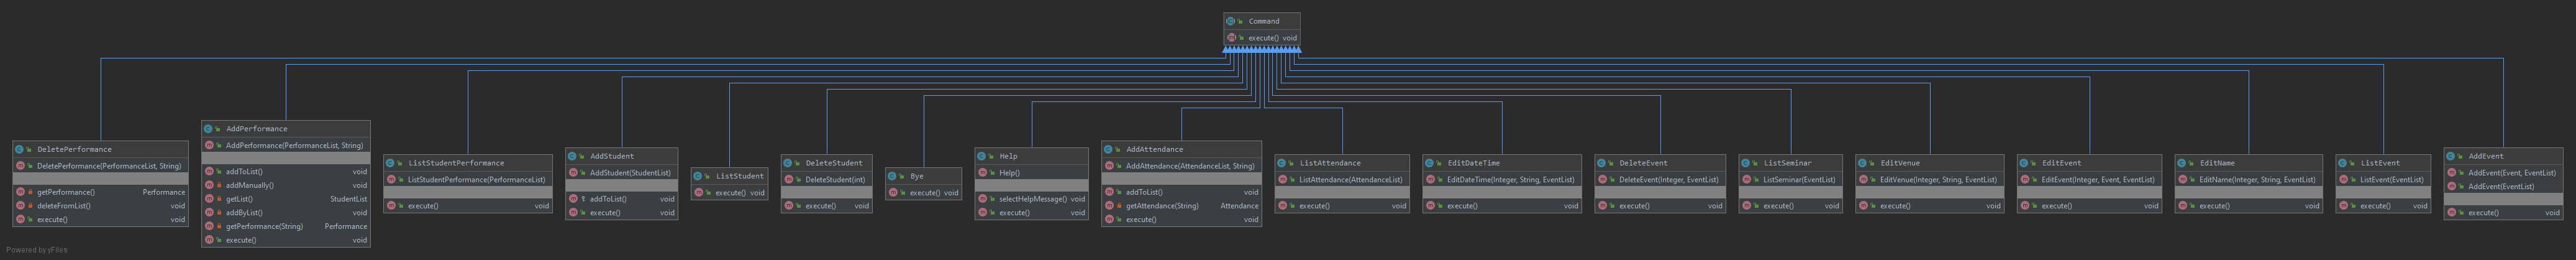 Command
execute() void
DeletePerformance
DeletePerformance(PerformanceList, String)
getPerformance() Performance
deleteFromList() void
execute() void
AddPerformance
AddPerformance(PerformanceList, String)
addToList() void
addManually() void
getList() StudentList
addByList() void
getPerformance(String) Performance
execute() void
ListStudentPerformance
ListStudentPerformance(PerformanceList)
execute() void
AddStudent
AddStudent(StudentList)
addToList() void
execute() void
ListStudent
execute() void
DeleteStudent
DeleteStudent(int)
execute() void
Bye
execute() void
Help
Help()
selectHelpMessage() void
execute() void
AddAttendance
AddAttendance(AttendanceList, String)
addToList() void
getAttendance(String) Attendance
execute() void
ListAttendance
ListAttendance(AttendanceList)
execute() void
EditDateTime
EditDateTime(Integer, String, EventList)
execute() void
DeleteEvent
DeleteEvent(Integer, EventList)
execute() void
ListSeminar
ListSeminar(EventList)
execute() void
EditVenue
EditVenue(Integer, String, EventList)
execute() void
EditEvent
EditEvent(Integer, Event, EventList)
execute() void
EditName
EditName(Integer, String, EventList)
execute() void
ListEvent
ListEvent(EventList)
execute() void
AddEvent
AddEvent(Event, EventList)
AddEvent(EventList)
execute() void
Powered by yFiles